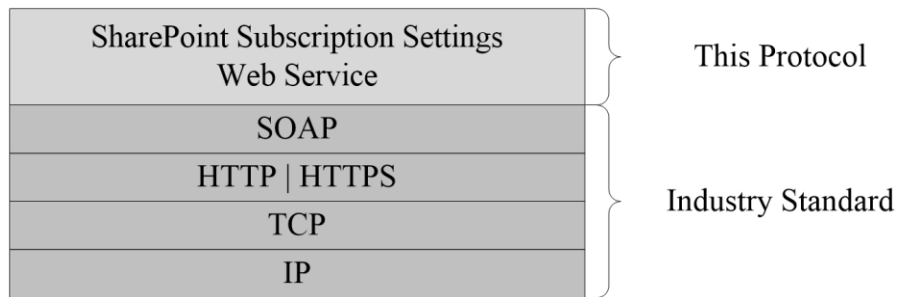 SharePoint Subscription Settings
Web Service
This Protocol
SOAP
HTTP | HTTPS
Industry Standard
TCP
IP